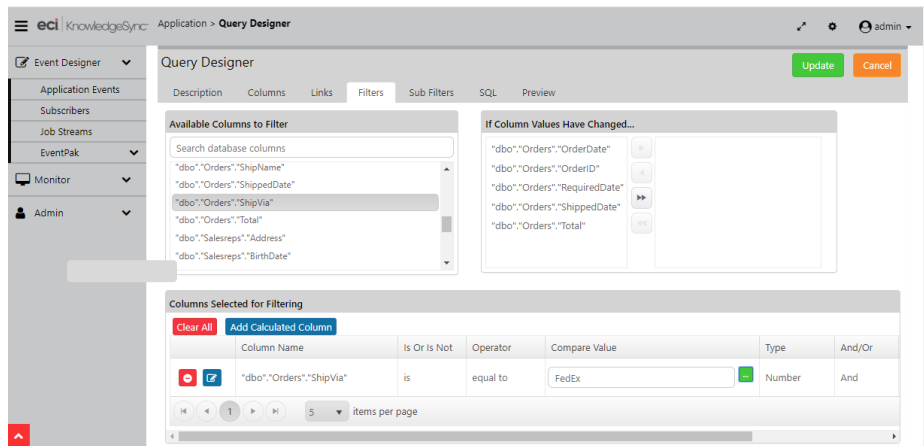 eci KnowledgeSync
Application > Query Designer
admin
Event Designer
Application Events
Subscribers
Job Streams
EventPak
Monitor
Admin
Query Designer
Update
Cancel
Description Columns Links Filters Sub Filters SQL Preview
Available Columns to Filter
Search database columns
"dbo"."Orders"."ShipName"
"dbo"."Orders"."ShippedDate"
"dbo"."Orders"."ShipVia"
"dbo"."Orders"."Total"
"dbo"."Salesreps"."Address"
"dbo"."Salesreps"."BirthDate"
If Column Values Have Changed...
"dbo"."Orders"."OrderDate"
"dbo"."Orders"."OrderID"
"dbo"."Orders"."RequiredDate"
"dbo"."Orders"."ShippedDate"
"dbo"."Orders"."Total"
Columns Selected for Filtering
Clear All Add Calculated Column
Column Name Is Or Is Not Operator Compare Value Type And/Or
"dbo"."Orders"."ShipVia" is equal to FedEx ... Number And
1 5 items per page